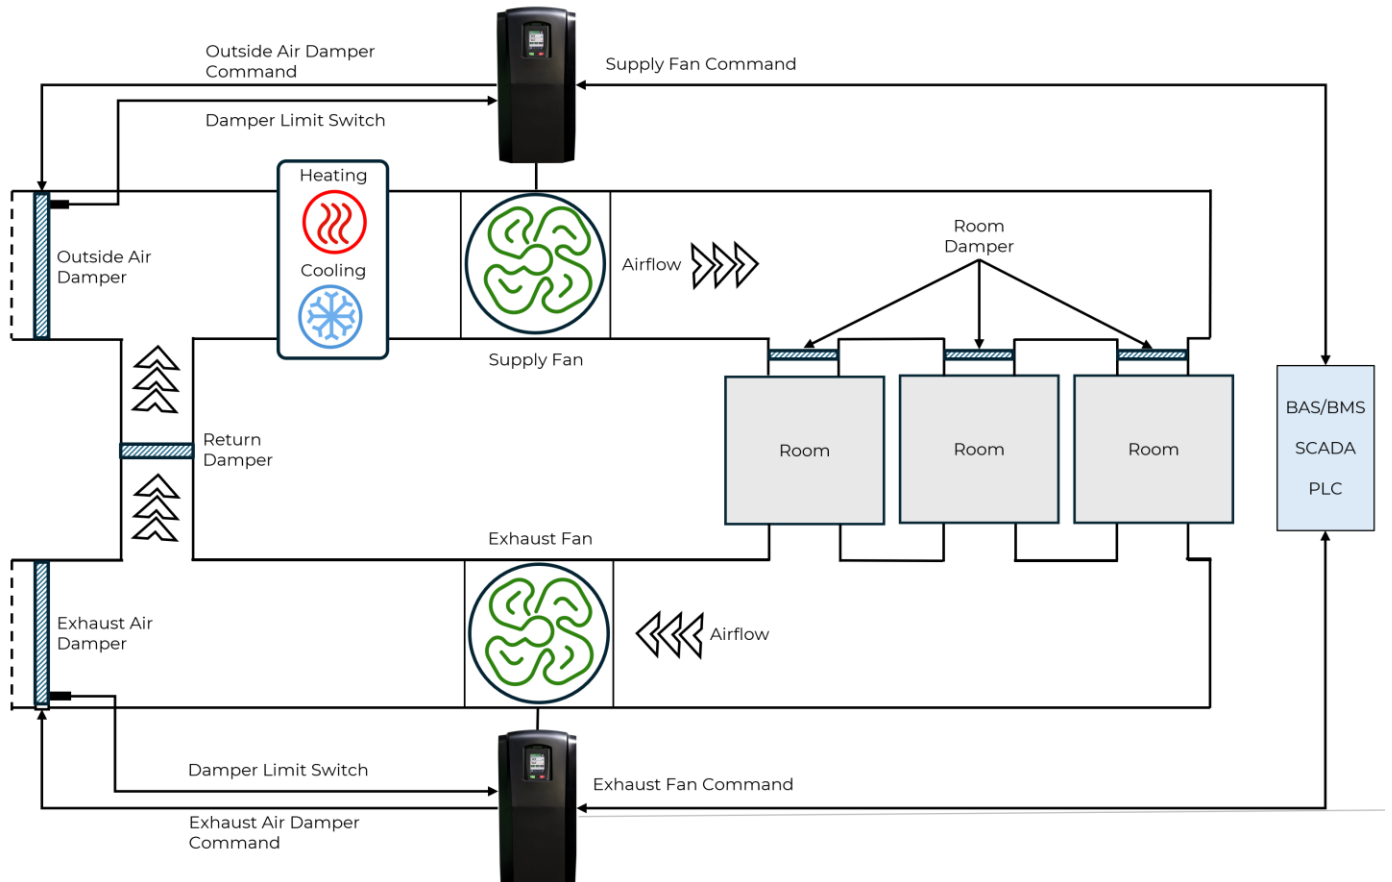 Outside Air Damper
Command
Supply Fan Command
Damper Limit Switch
Heating
Cooling
Outside Air
Damper
Airflow
Room
Damper
Supply Fan
Return
Damper
Room
Room
Room
BAS/BMS
SCADA
PLC
Exhaust Fan
Exhaust Air
Damper
Airflow
Damper Limit Switch
Exhaust Fan Command
Exhaust Air Damper
Command